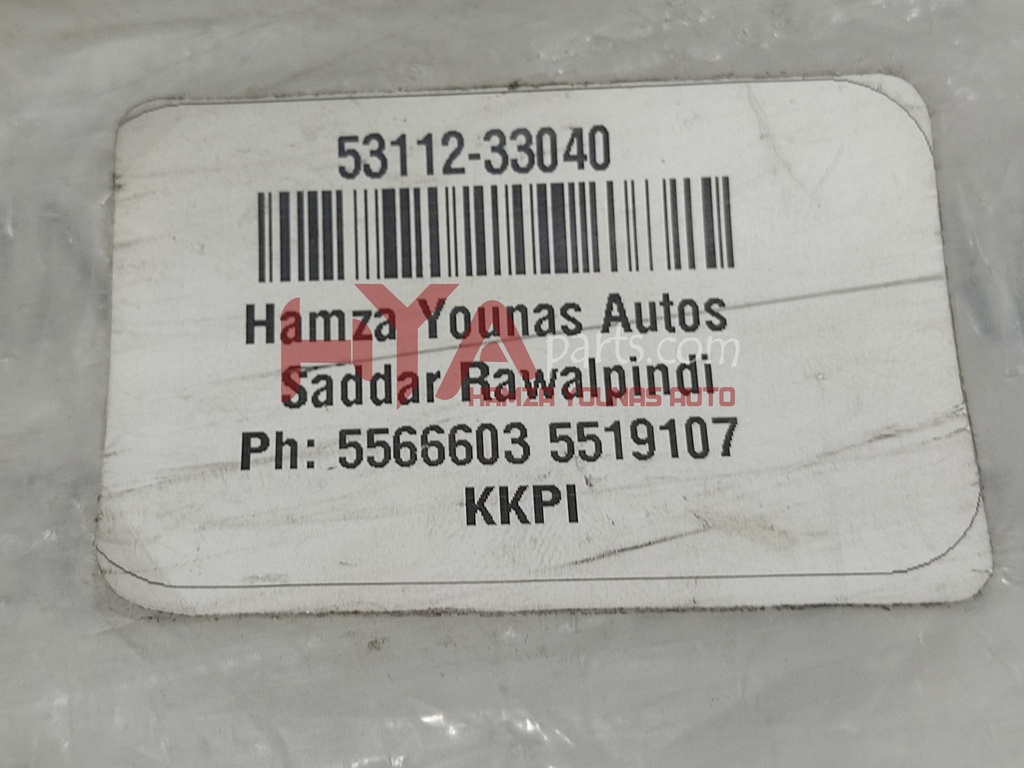 53112-33040
Hamza Younas Autos
HYA parts.com
Saddar Rawalpindi
HAMZA YOUNAS AUTO
Ph: 5566603 5519107
KKPI